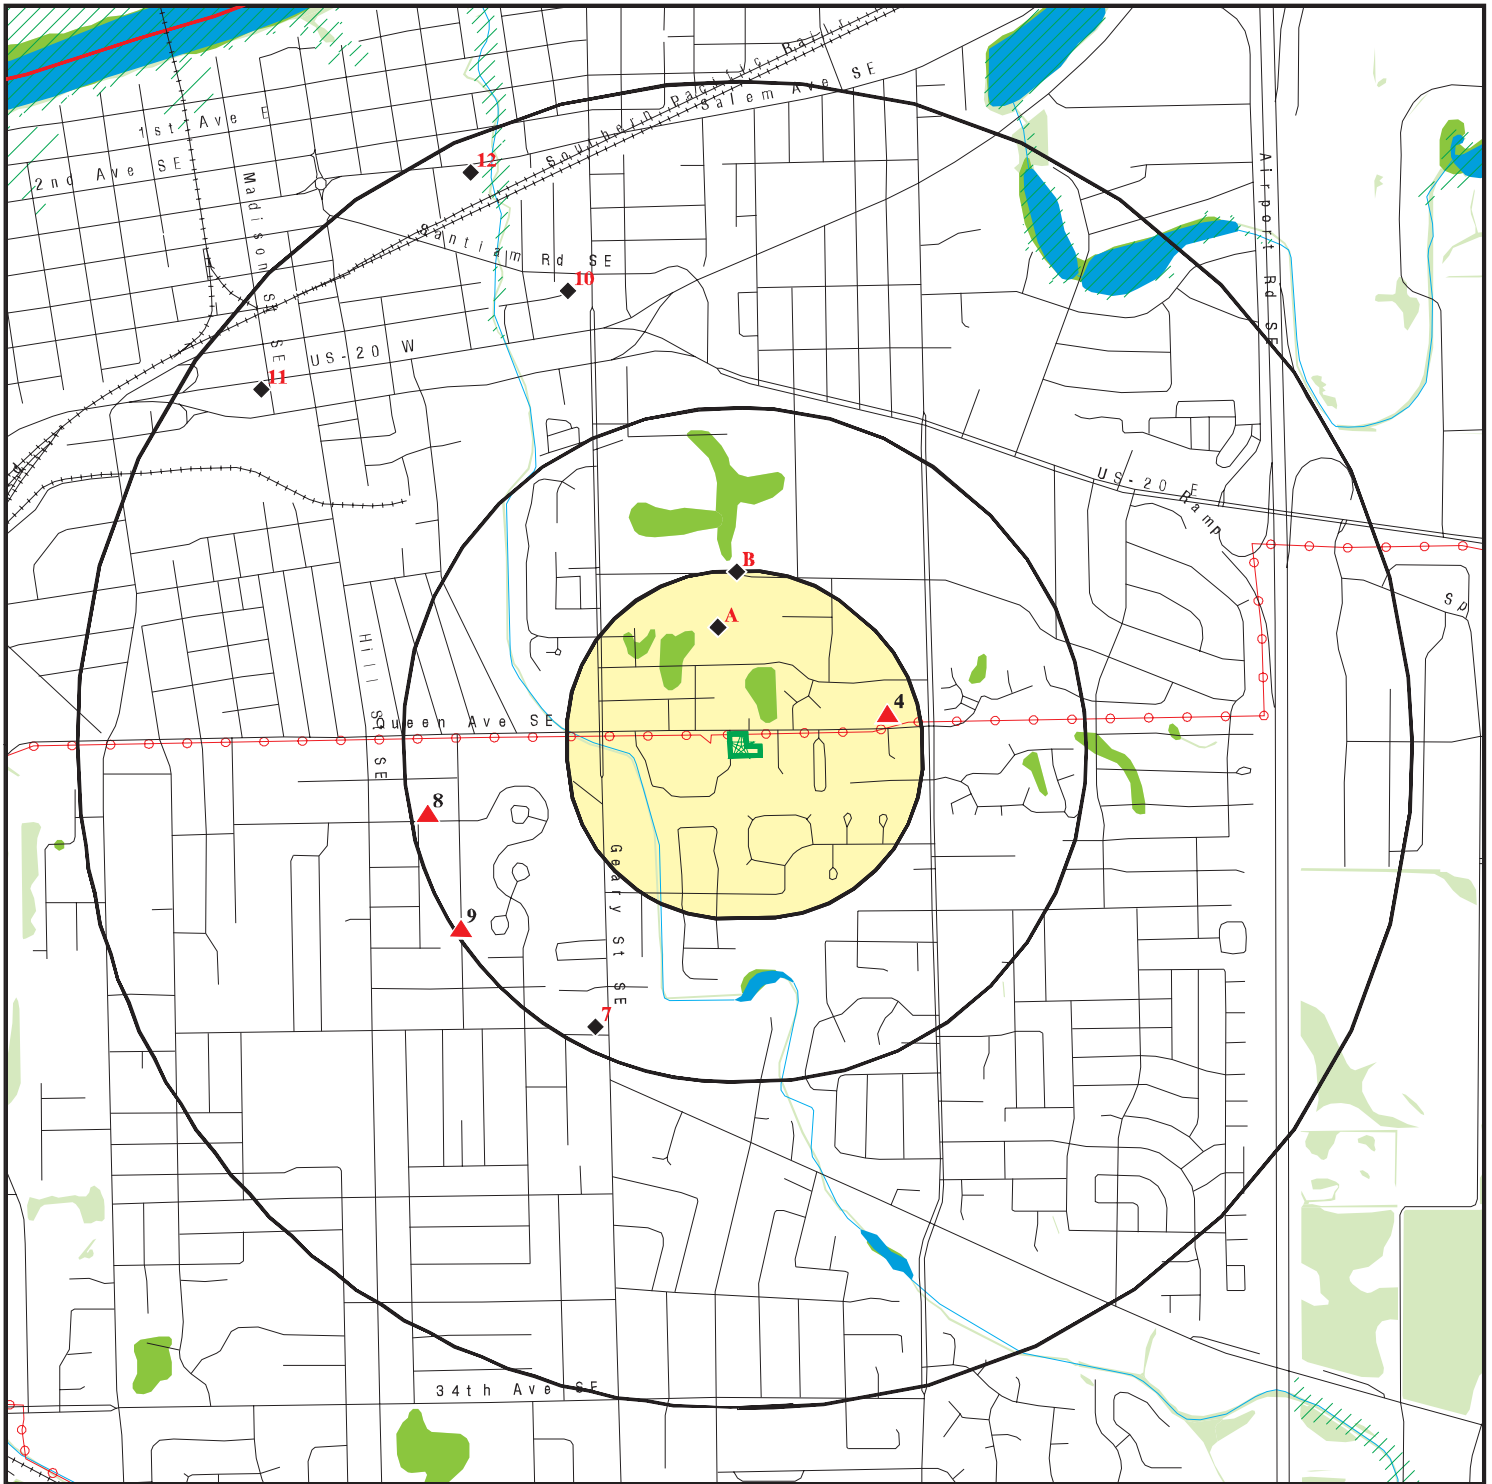 Southern Pacific Rail
Salem Ave SE
1st Ave E
2nd Ave SE
12
Madison St SE
Airport Rd SE
Santiam Rd SE
10
US-20 W
11
US-20 E
Ramp
B
Sp
A
Hill St SE
4
Queen Ave SE
8
Geary St SE
9
7
34th Ave SE